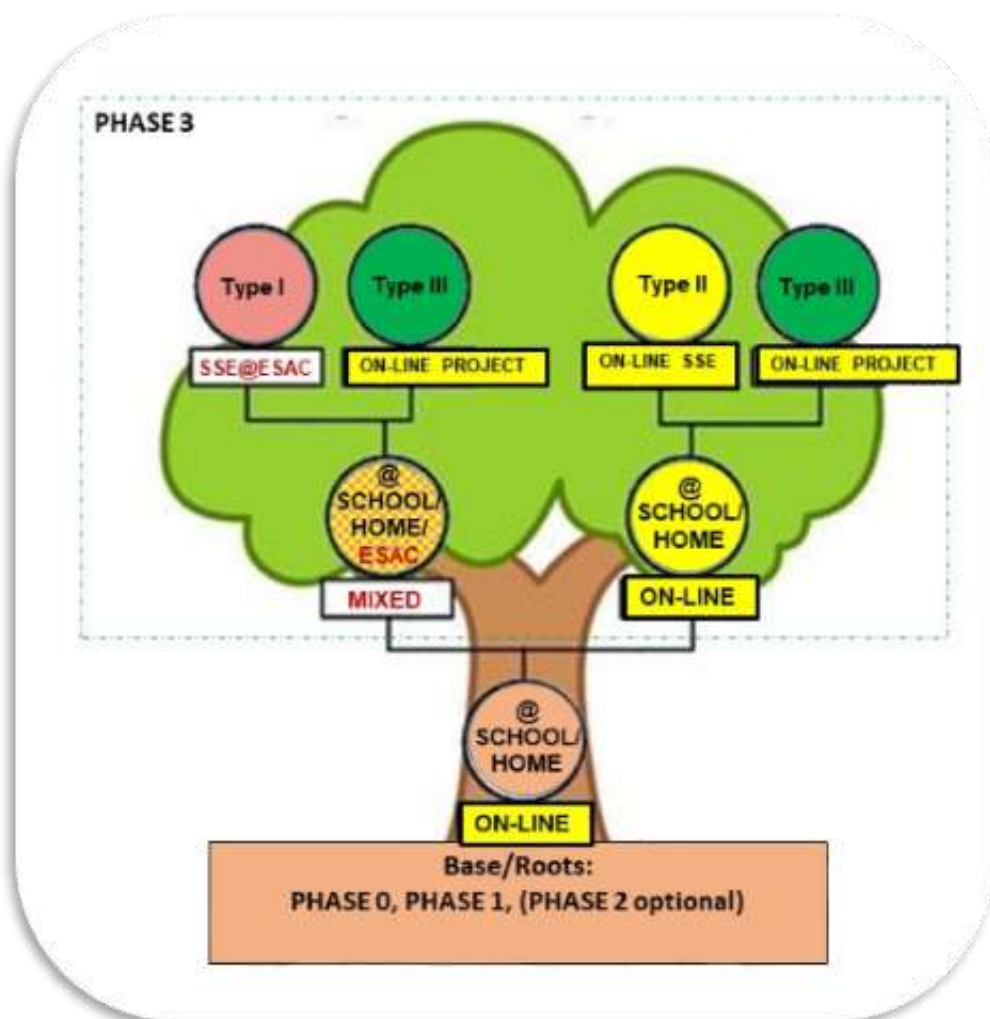 PHASE 3
Type I
Type III
Type II
Type III
SSE@ESAC
ON-LINE PROJECT
ON-LINE SSE
ON-LINE PROJECT
@
SCHOOL/
HOME/
ESAC
MIXED
@
SCHOOL/
HOME
ON-LINE
@
SCHOOL/
HOME
ON-LINE
Base/Roots:
PHASE 0, PHASE 1, (PHASE 2 optional)